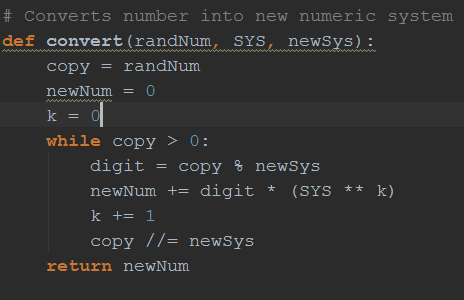 # Converts number into new numeric system
def convert(randNum, SYS, newSys):
    copy = randNum
    newNum = 0
    k = 0
    while copy > 0:
        digit = copy % newSys
        newNum += digit * (SYS ** k)
        k += 1
        copy //= newSys
    return newNum